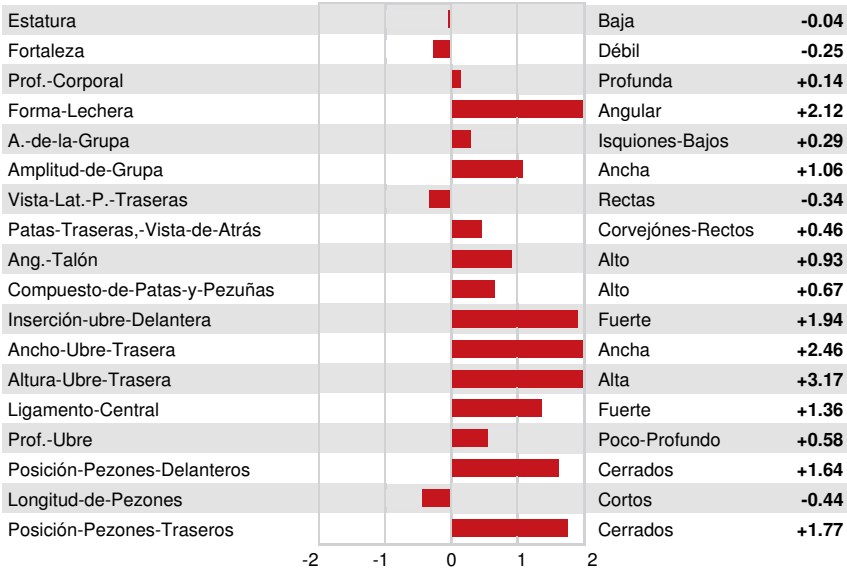 Estatura Baja -0.04
Fortaleza Débil -0.25
Prof.-Corporal Profunda +0.14
Forma-Lechera Angular +2.12
A.-de-la-Grupa Isquiones-Bajos +0.29
Amplitud-de-Grupa Ancha +1.06
Vista-Lat.-P.-Traseras Rectas -0.34
Patas-Traseras,-Vista-de-Atrás Corvejónes-Rectos +0.46
Ang.-Talón Alto +0.93
Compuesto-de-Patas-y-Pezuñas Alto +0.67
Inserción-ubre-Delantera Fuerte +1.94
Ancho-Ubre-Trasera Ancha +2.46
Altura-Ubre-Trasera Alta +3.17
Ligamento-Central Fuerte +1.36
Prof.-Ubre Poco-Profundo +0.58
Posición-Pezones-Delanteros Cerrados +1.64
Longitud-de-Pezones Cortos -0.44
Posición-Pezones-Traseros Cerrados +1.77
-2 -1 0 1 2